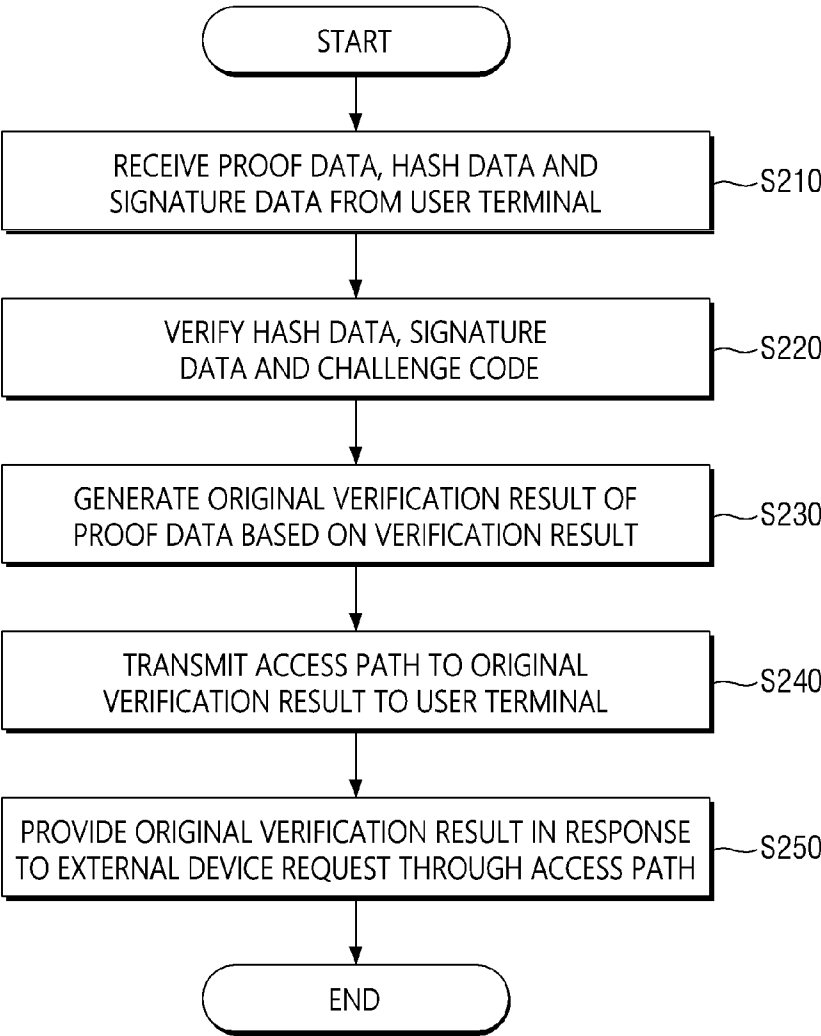 START
RECEIVE PROOF DATA, HASH DATA AND
SIGNATURE DATA FROM USER TERMINAL
S210
VERIFY HASH DATA, SIGNATURE
DATA AND CHALLENGE CODE
S220
GENERATE ORIGINAL VERIFICATION RESULT OF
PROOF DATA BASED ON VERIFICATION RESULT
S230
TRANSMIT ACCESS PATH TO ORIGINAL
VERIFICATION RESULT TO USER TERMINAL
S240
PROVIDE ORIGINAL VERIFICATION RESULT IN RESPONSE
TO EXTERNAL DEVICE REQUEST THROUGH ACCESS PATH
S250
END